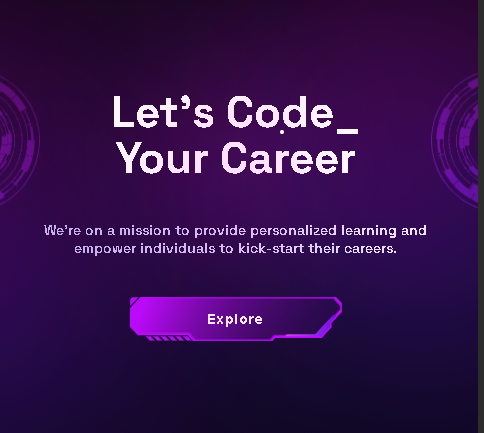 Let's Code_
Your Career
We're on a mission to provide personalized learning and
empower individuals to kick-start their careers.
Explore